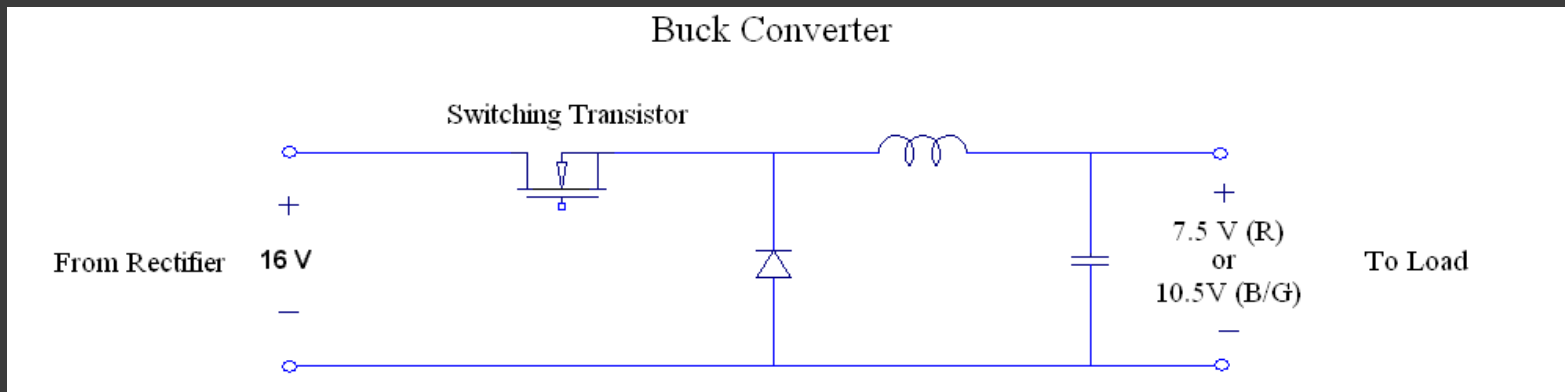 Buck Converter
Switching Transistor
+
+
From Rectifier
16 V
7.5 V (R)
or
10.5V (B/G)
To Load
−
−